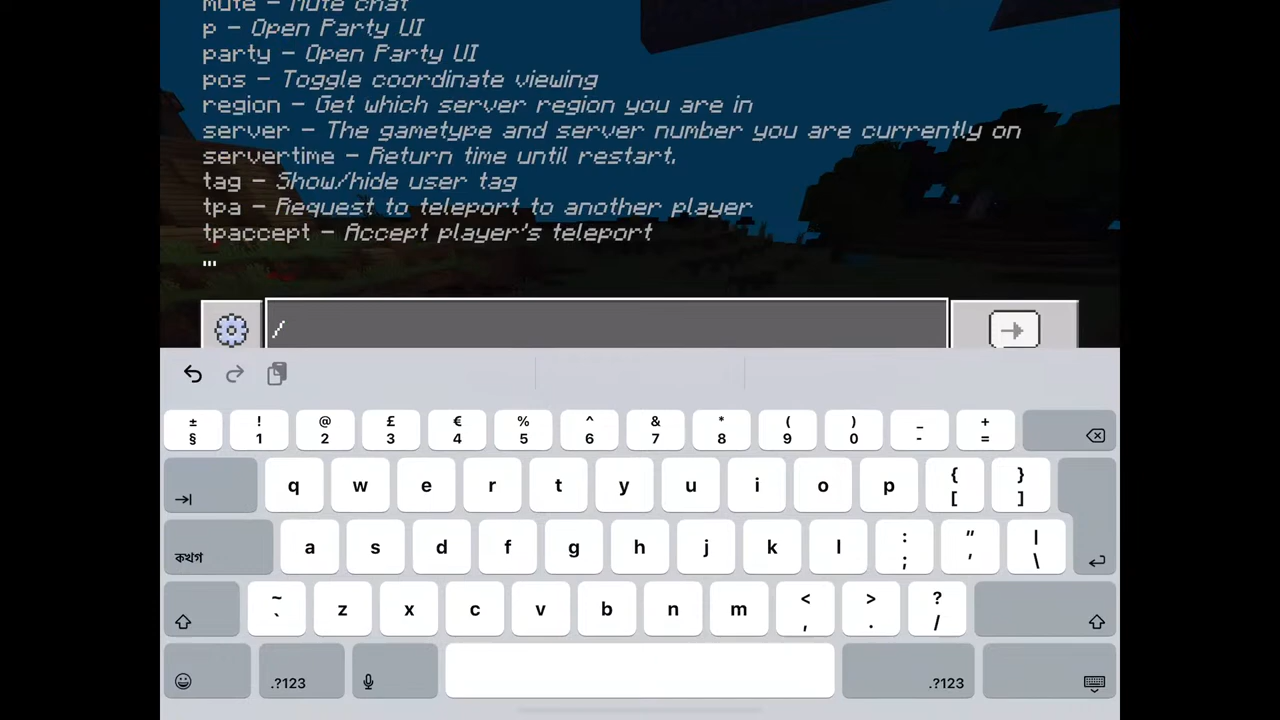 mute – Mute chat
p – Open Party UI
party – Open Party UI
pos – Toggle coordinate viewing
region – Get which server region you are in
server – The gametype and server number you are currently on
servertime – Return time until restart.
tag – Show/hide user tag
tpa – Request to teleport to another player
tpaccept – Accept player's teleport
...
/
± ! @ £ € % ^ & * ( ) _ +
§ 1 2 3 4 5 6 7 8 9 0 - =
q w e r t y u i o p { }
[ ]
কখগ a s d f g h j k l : " |
; ' \
~ z x c v b n m < > ?
` , . /
.?123 .?123